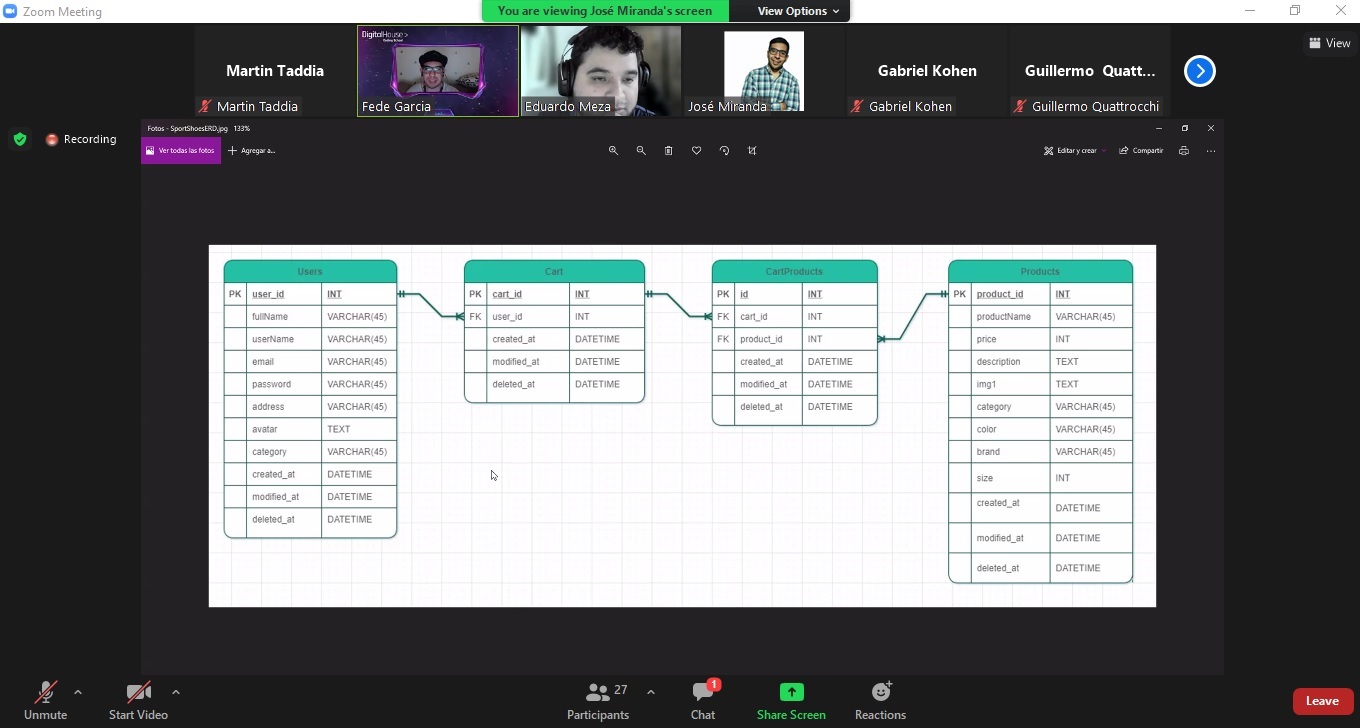 Zoom Meeting
You are viewing José Miranda's screen
View Options
Martin Taddia
Martin Taddia
DigitalHouse >
Coding School
Fede Garcia
Eduardo Meza
José Miranda
Gabriel Kohen
Gabriel Kohen
Guillermo Quatt...
Guillermo Quattrocchi
View
Recording
Fotos - SportShoesERD.jpg 133%
Ver todas las fotos
Agregar a...
Editar y crear
Compartir
Users
PK user_id INT
fullName VARCHAR(45)
userName VARCHAR(45)
email VARCHAR(45)
password VARCHAR(45)
address VARCHAR(45)
avatar TEXT
category VARCHAR(45)
created_at DATETIME
modified_at DATETIME
deleted_at DATETIME
Cart
PK cart_id INT
FK user_id INT
created_at DATETIME
modified_at DATETIME
deleted_at DATETIME
CartProducts
PK id INT
FK cart_id INT
FK product_id INT
created_at DATETIME
modified_at DATETIME
deleted_at DATETIME
Products
PK product_id INT
productName VARCHAR(45)
price INT
description TEXT
img1 TEXT
category VARCHAR(45)
color VARCHAR(45)
brand VARCHAR(45)
size INT
created_at DATETIME
modified_at DATETIME
deleted_at DATETIME
Unmute
Start Video
Participants
27
Chat
1
Share Screen
Reactions
Leave